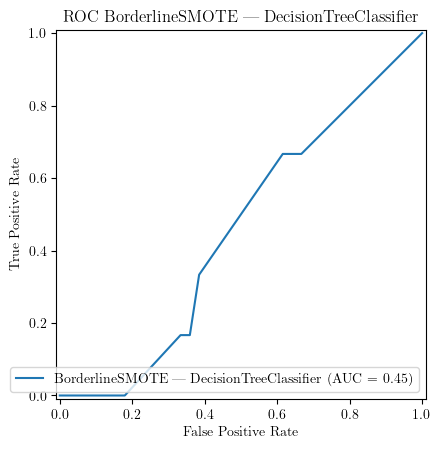 ROC BorderlineSMOTE — DecisionTreeClassifier
1.0
0.8
0.6
0.4
0.2
0.0
True Positive Rate
BorderlineSMOTE — DecisionTreeClassifier (AUC = 0.45)
0.0 0.2 0.4 0.6 0.8 1.0
False Positive Rate